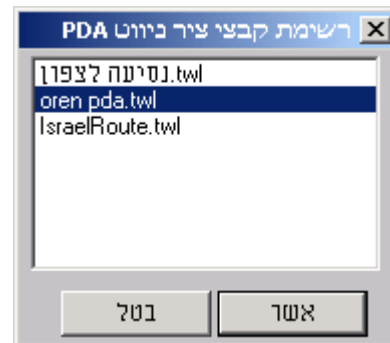 רשימת קבצי ציר ניווט PDA
נסיעה לצפון.twl
oren pda.twl
IsraelRoute.twl
אשר
בטל